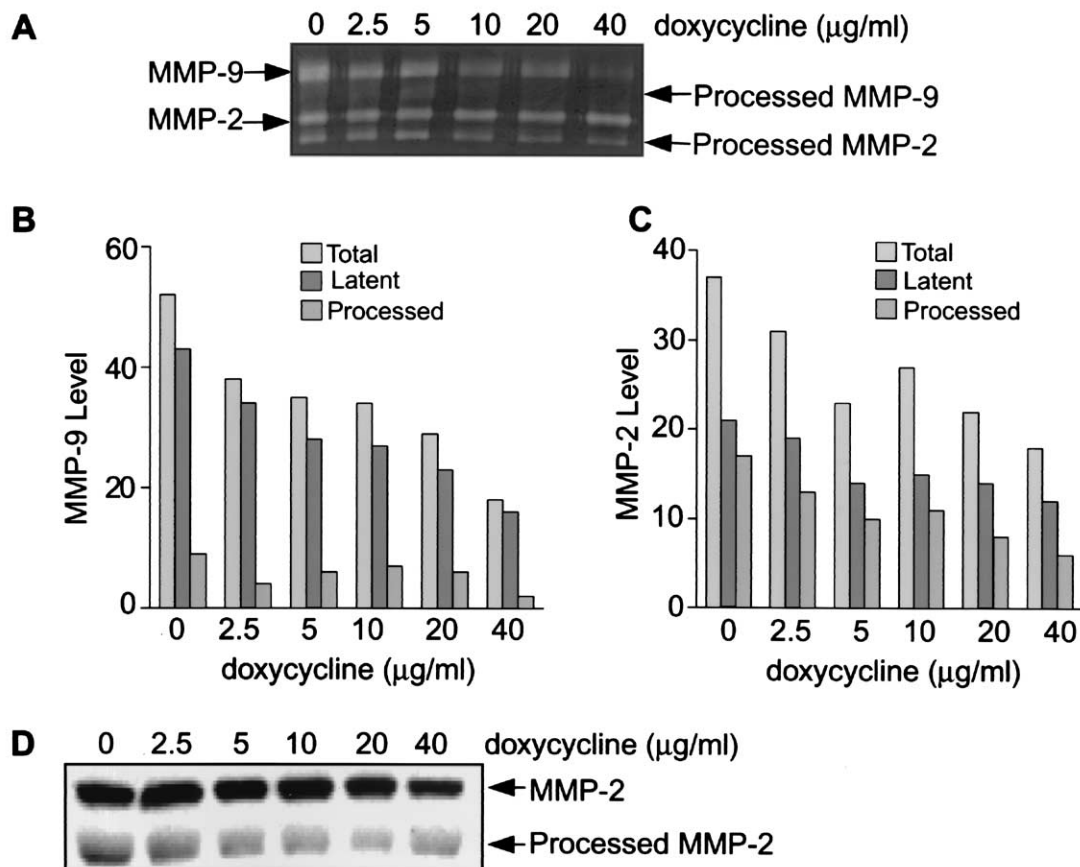 A
0 2.5 5 10 20 40 doxycycline (μg/ml)
MMP-9
Processed MMP-9
MMP-2
Processed MMP-2
B
60
40
20
0
MMP-9 Level
Total
Latent
Processed
0 2.5 5 10 20 40
doxycycline (μg/ml)
C
40
30
20
10
0
MMP-2 Level
Total
Latent
Processed
0 2.5 5 10 20 40
doxycycline (μg/ml)
D
0 2.5 5 10 20 40 doxycycline (μg/ml)
MMP-2
Processed MMP-2